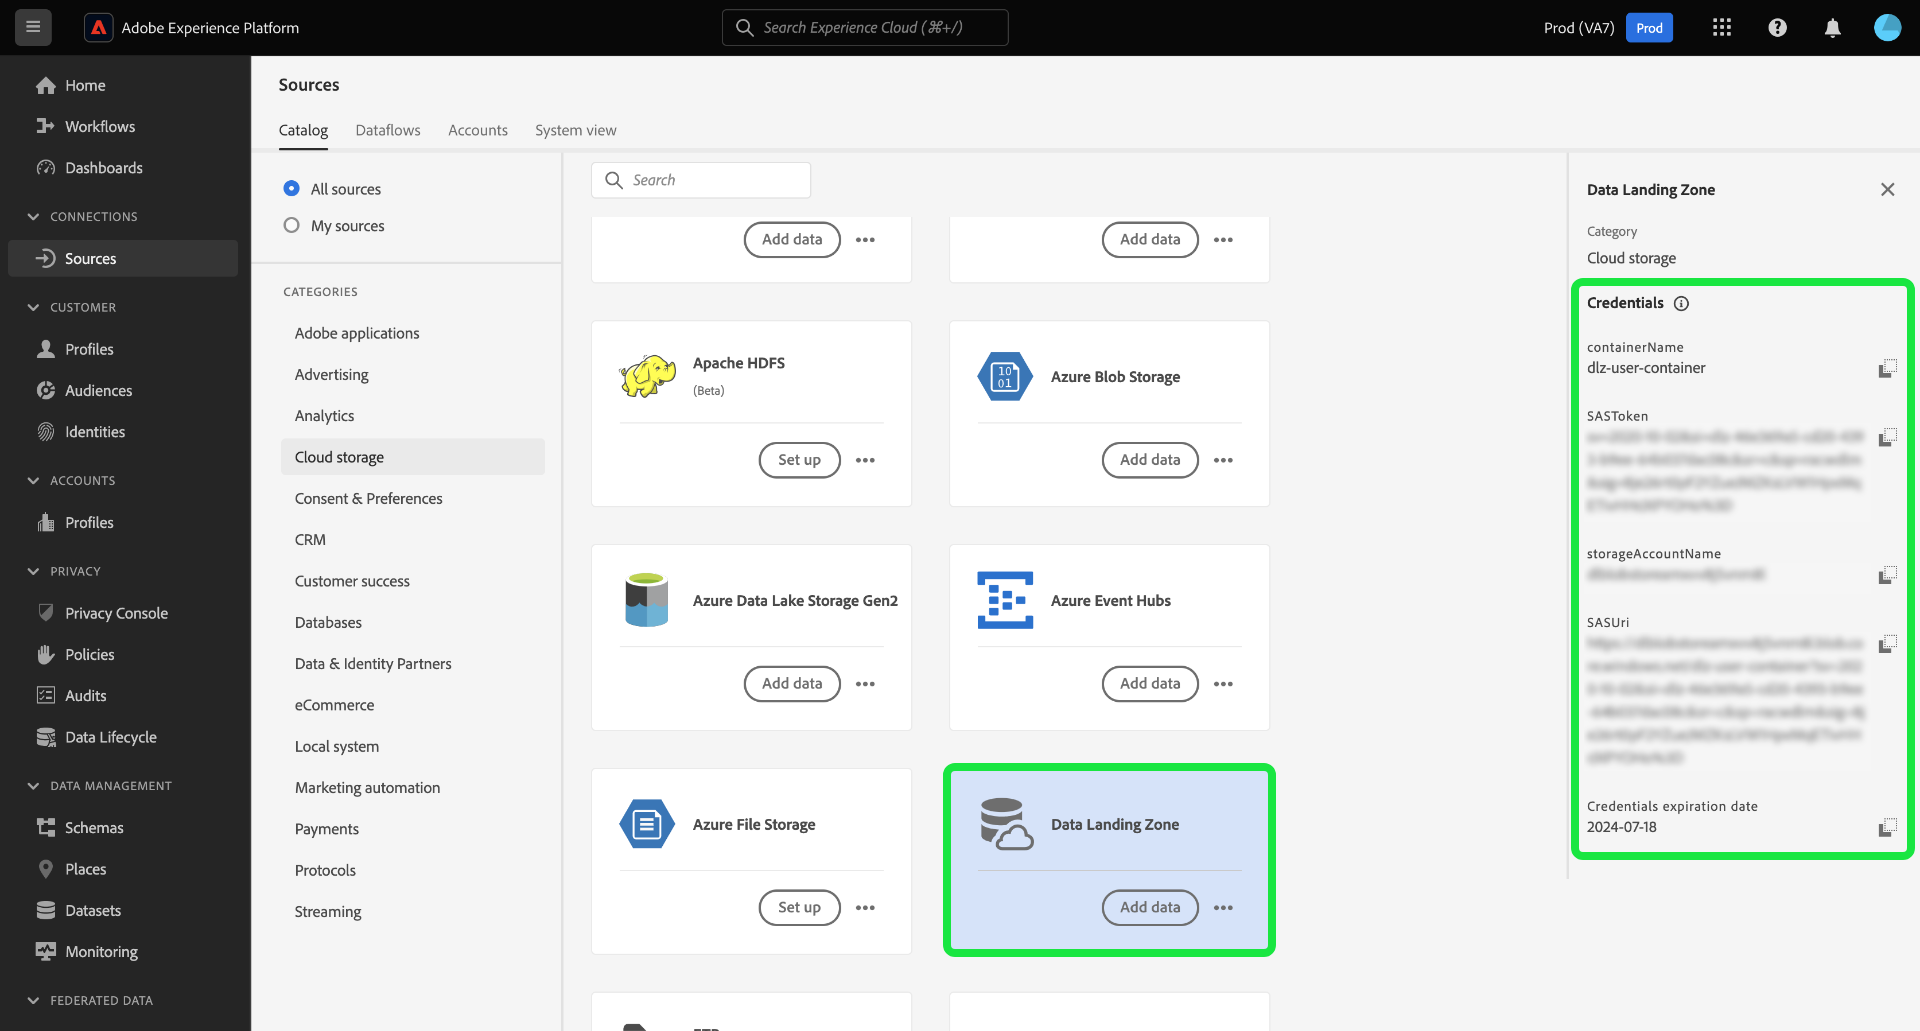 Adobe Experience Platform
Search Experience Cloud (⌘+/)
Prod (VA7)
Prod
Home
Workflows
Dashboards
CONNECTIONS
Sources
CUSTOMER
Profiles
Audiences
Identities
ACCOUNTS
Profiles
PRIVACY
Privacy Console
Policies
Audits
Data Lifecycle
DATA MANAGEMENT
Schemas
Places
Datasets
Monitoring
FEDERATED DATA
Sources
Catalog
Dataflows
Accounts
System view
All sources
My sources
CATEGORIES
Adobe applications
Advertising
Analytics
Cloud storage
Consent & Preferences
CRM
Customer success
Databases
Data & Identity Partners
eCommerce
Local system
Marketing automation
Payments
Protocols
Streaming
Search
Add data
Add data
Apache HDFS
(Beta)
Set up
Azure Blob Storage
10
01
Add data
Azure Data Lake Storage Gen2
Add data
Azure Event Hubs
Add data
Azure File Storage
Set up
Data Landing Zone
Add data
Data Landing Zone
Category
Cloud storage
Credentials
containerName
dlz-user-container
SASToken
storageAccountName
SASUri
Credentials expiration date
2024-07-18